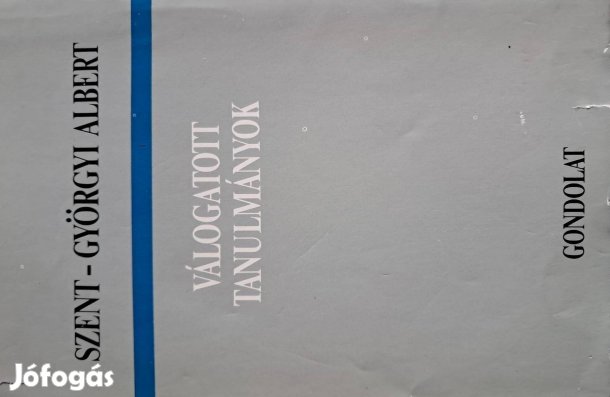 SZENT-GYÖRGYI ALBERT
VÁLOGATOTT
TANULMÁNYOK
GONDOLAT
Jófogás